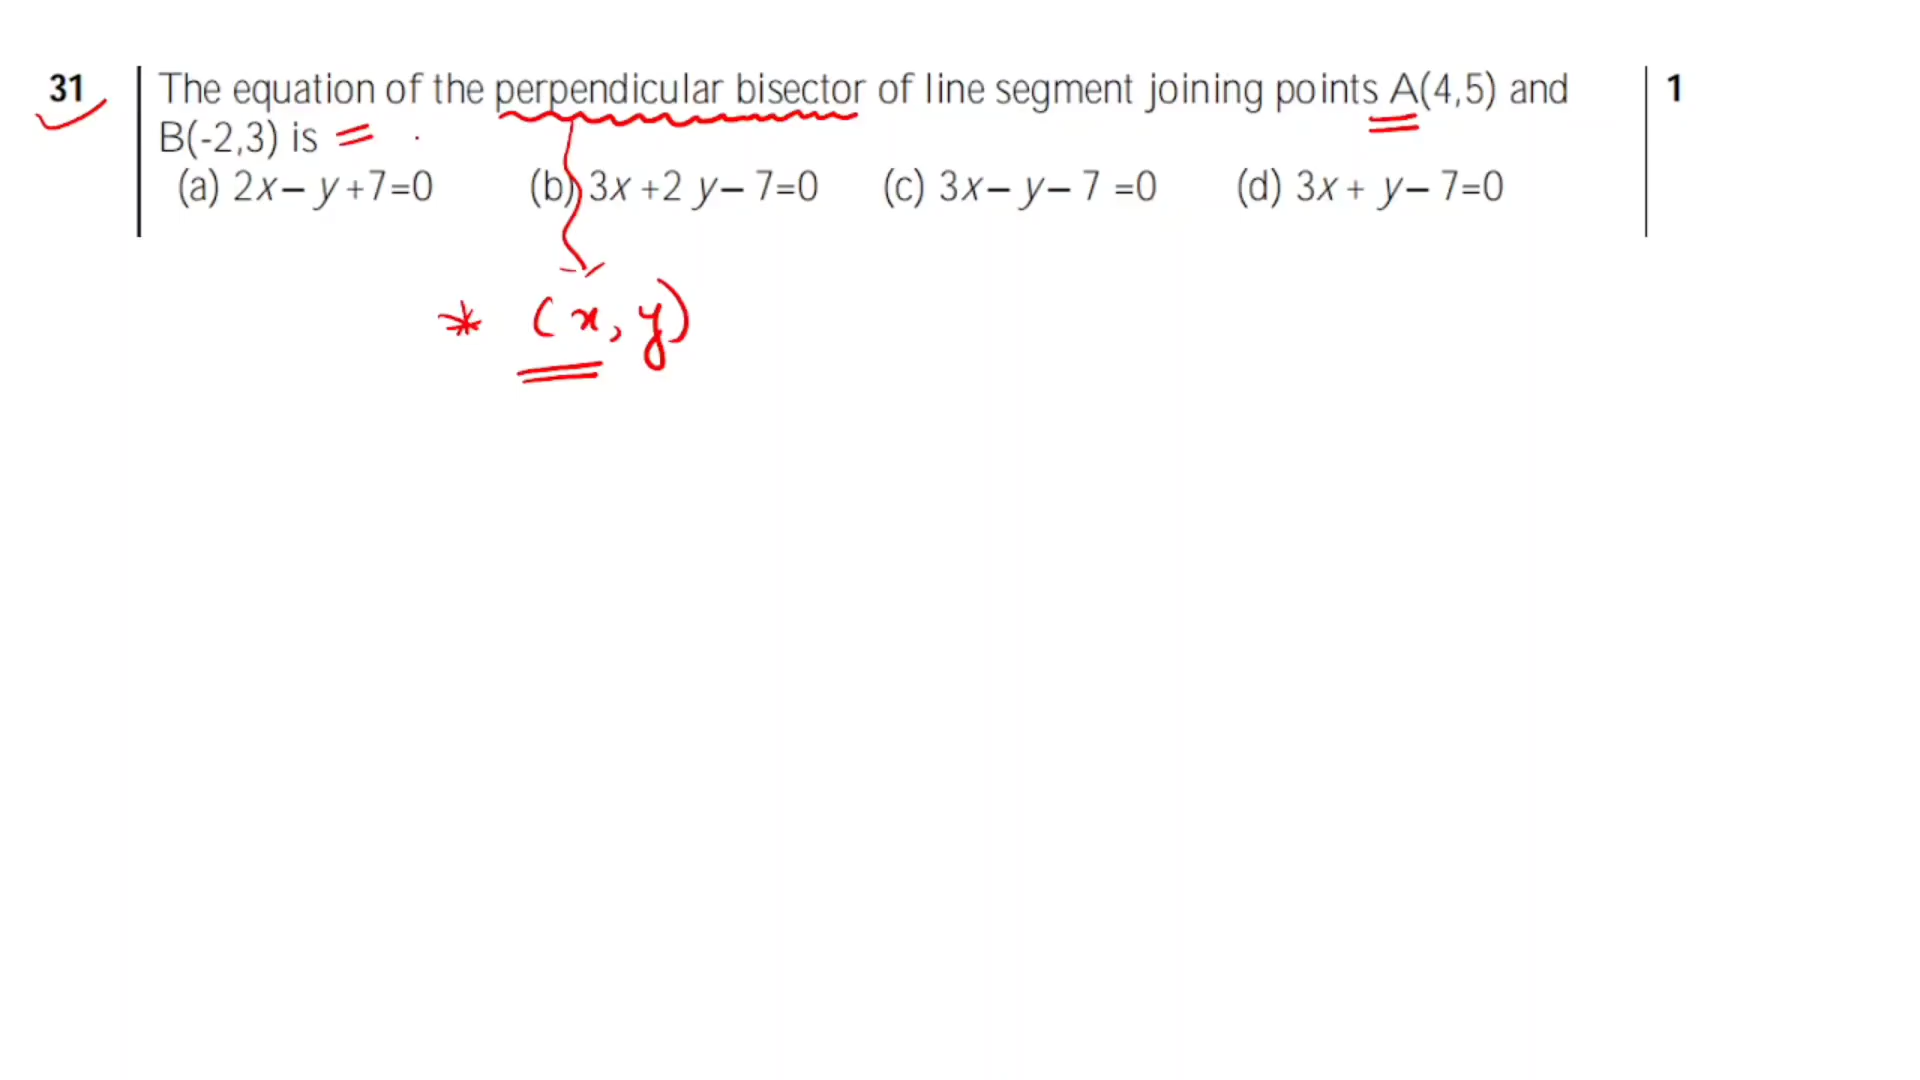 31 The equation of the perpendicular bisector of line segment joining points A(4,5) and 1
B(-2,3) is =
(a) 2x– y+7=0 (b) 3x +2 y– 7=0 (c) 3x– y– 7 =0 (d) 3x + y– 7=0
* (x, y)